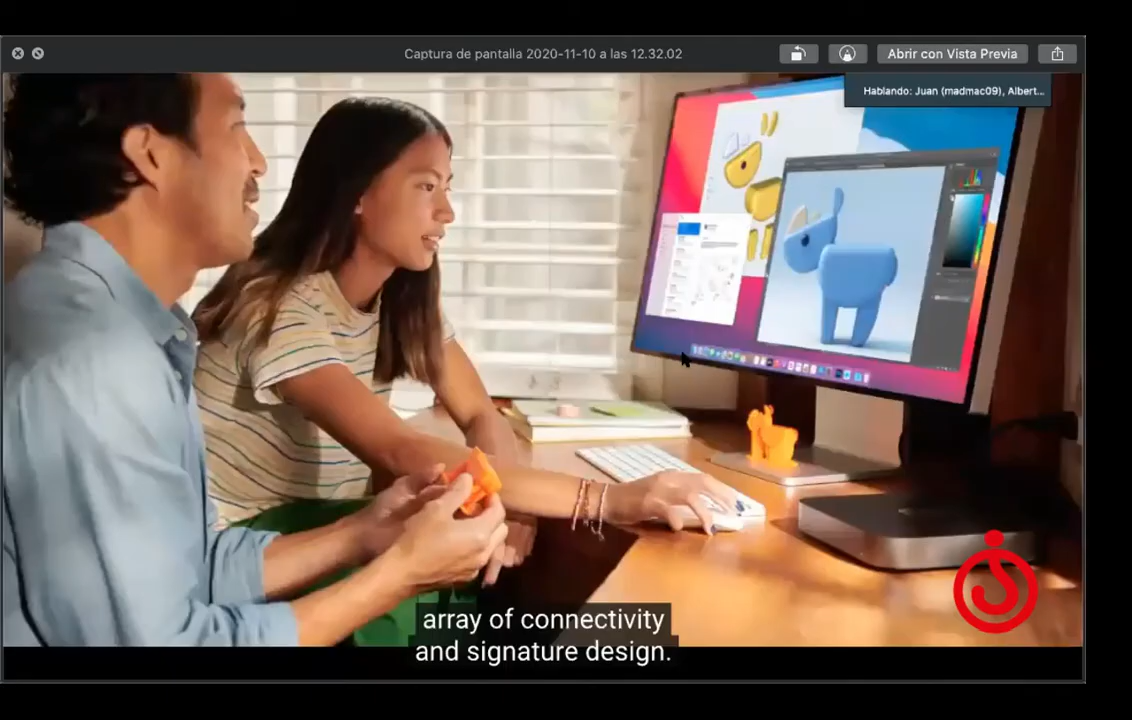 Captura de pantalla 2020-11-10 a las 12.32.02
Abrir con Vista Previa
Hablando: Juan (madmac09), Albert...
array of connectivity
and signature design.